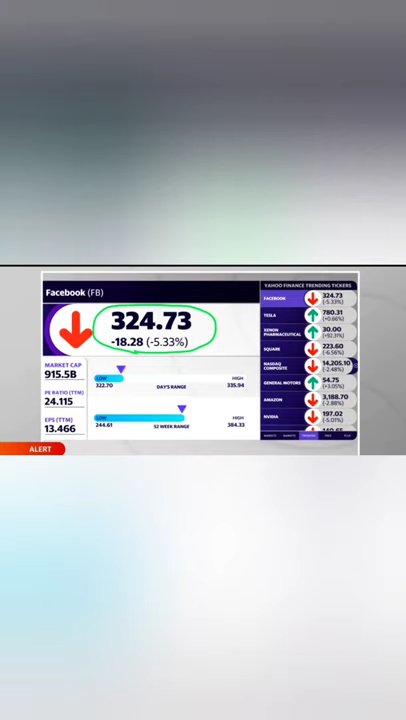 Facebook (FB)
324.73
-18.28 (-5.33%)
MARKET CAP
915.5B
PE RATIO (TTM)
24.115
EPS (TTM)
13.466
LOW
HIGH
322.70
DAY'S RANGE
335.94
LOW
HIGH
244.61
52 WEEK RANGE
384.33
YAHOO FINANCE TRENDING TICKERS
FACEBOOK
324.73
(-5.33%)
TESLA
780.31
(+0.66%)
XENON
PHARMACEUTICAL
30.00
(+92.31%)
SQUARE
223.60
(-6.56%)
NASDAQ
COMPOSITE
14,205.10
(-2.48%)
GENERAL MOTORS
54.75
(+3.05%)
AMAZON
3,188.70
(-2.88%)
NVIDIA
197.02
(-5.01%)
ALERT